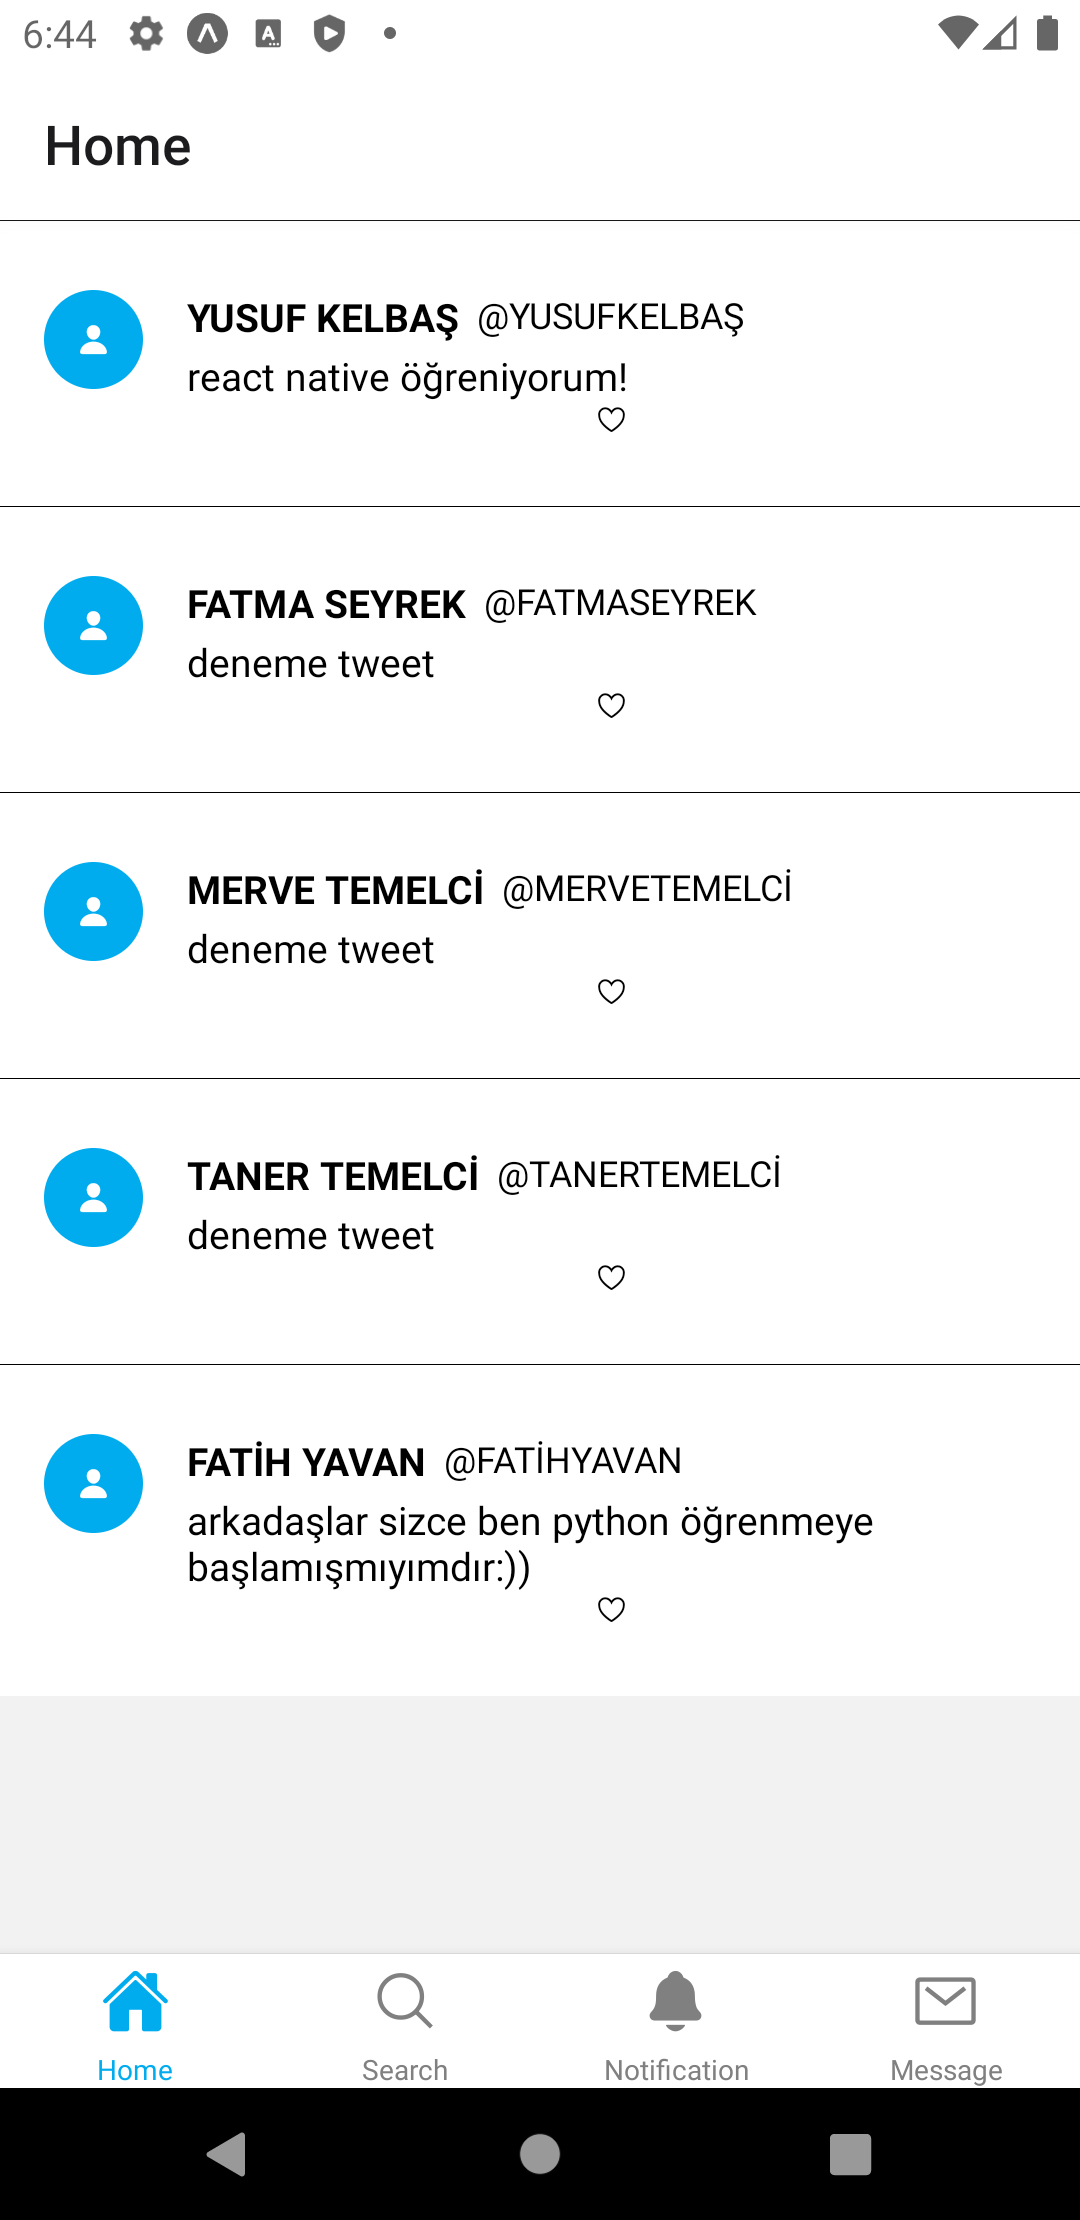 6:44
Home
YUSUF KELBAŞ @YUSUFKELBAŞ
react native öğreniyorum!
FATMA SEYREK @FATMASEYREK
deneme tweet
MERVE TEMELCİ @MERVETEMELCİ
deneme tweet
TANER TEMELCİ @TANERTEMELCİ
deneme tweet
FATİH YAVAN @FATİHYAVAN
arkadaşlar sizce ben python öğrenmeye
başlamışmıyımdır:))
Home Search Notification Message